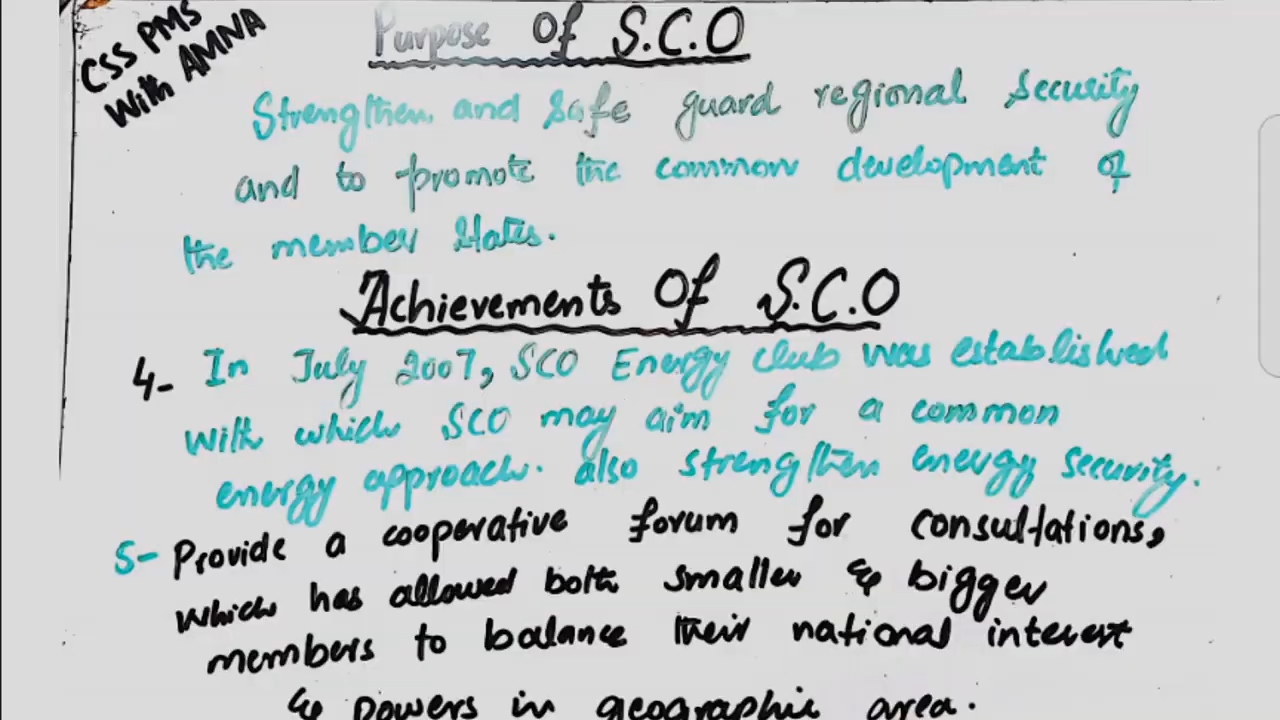 CSS PMS
With AMNA
Purpose Of S.C.O
Strengthen and Safe guard regional Security
and to promote the common development of
the member States.
Achievements Of S.C.O
4- In July 2007, SCO Energy club was established
with which SCO may aim for a common
energy approach. also strengthen energy security.
5- Provide a cooperative forum for consultations,
which has allowed both smaller & bigger
members to balance their national interest
& powers in geographic area.